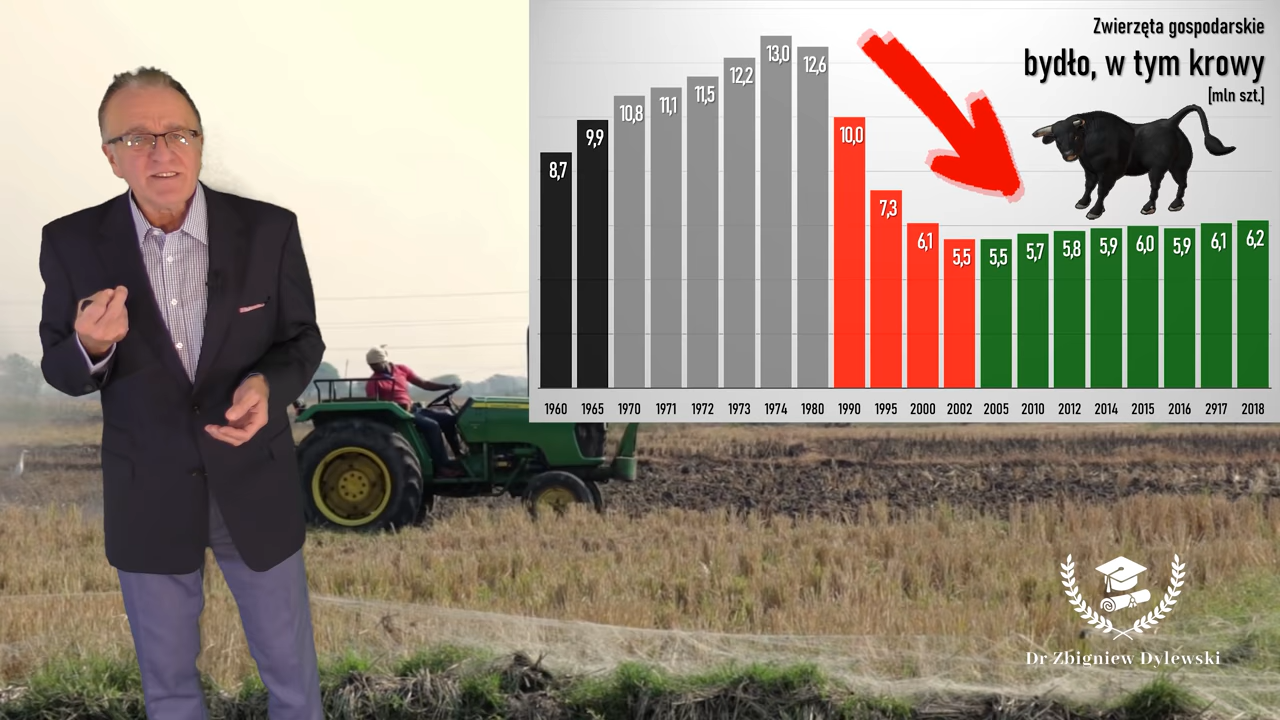 Zwierzęta gospodarskie
bydło, w tym krowy
[mln szt.]
8,7 9,9 10,8 11,1 11,5 12,2 13,0 12,6 10,0 7,3 6,1 5,5 5,5 5,7 5,8 5,9 6,0 5,9 6,1 6,2
1960 1965 1970 1971 1972 1973 1974 1980 1990 1995 2000 2002 2005 2010 2012 2014 2015 2016 2917 2018
Dr Zbigniew Dylewski